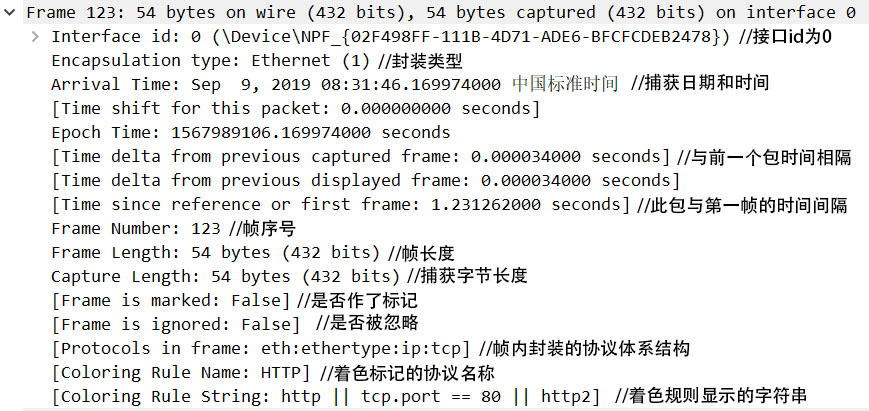 Frame 123: 54 bytes on wire (432 bits), 54 bytes captured (432 bits) on interface 0
Interface id: 0 (\Device\NPF_{02F498FF-111B-4D71-ADE6-BFCFCDEB2478}) //接口id为0
Encapsulation type: Ethernet (1) //封装类型
Arrival Time: Sep  9, 2019 08:31:46.169974000 中国标准时间 //捕获日期和时间
[Time shift for this packet: 0.000000000 seconds]
Epoch Time: 1567989106.169974000 seconds
[Time delta from previous captured frame: 0.000034000 seconds] //与前一个包时间相隔
[Time delta from previous displayed frame: 0.000034000 seconds]
[Time since reference or first frame: 1.231262000 seconds] //此包与第一帧的时间间隔
Frame Number: 123 //帧序号
Frame Length: 54 bytes (432 bits) //帧长度
Capture Length: 54 bytes (432 bits) //捕获字节长度
[Frame is marked: False] //是否作了标记
[Frame is ignored: False] //是否被忽略
[Protocols in frame: eth:ethertype:ip:tcp] //帧内封装的协议体系结构
[Coloring Rule Name: HTTP] //着色标记的协议名称
[Coloring Rule String: http || tcp.port == 80 || http2] //着色规则显示的字符串